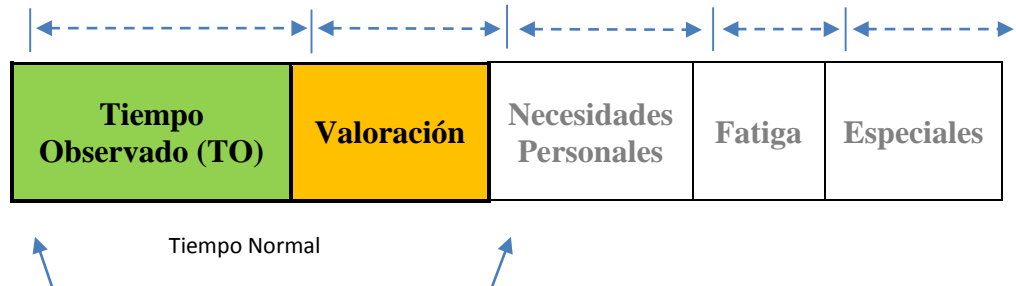 Tiempo
Observado (TO)
Valoración
Necesidades
Personales
Fatiga
Especiales
Tiempo Normal